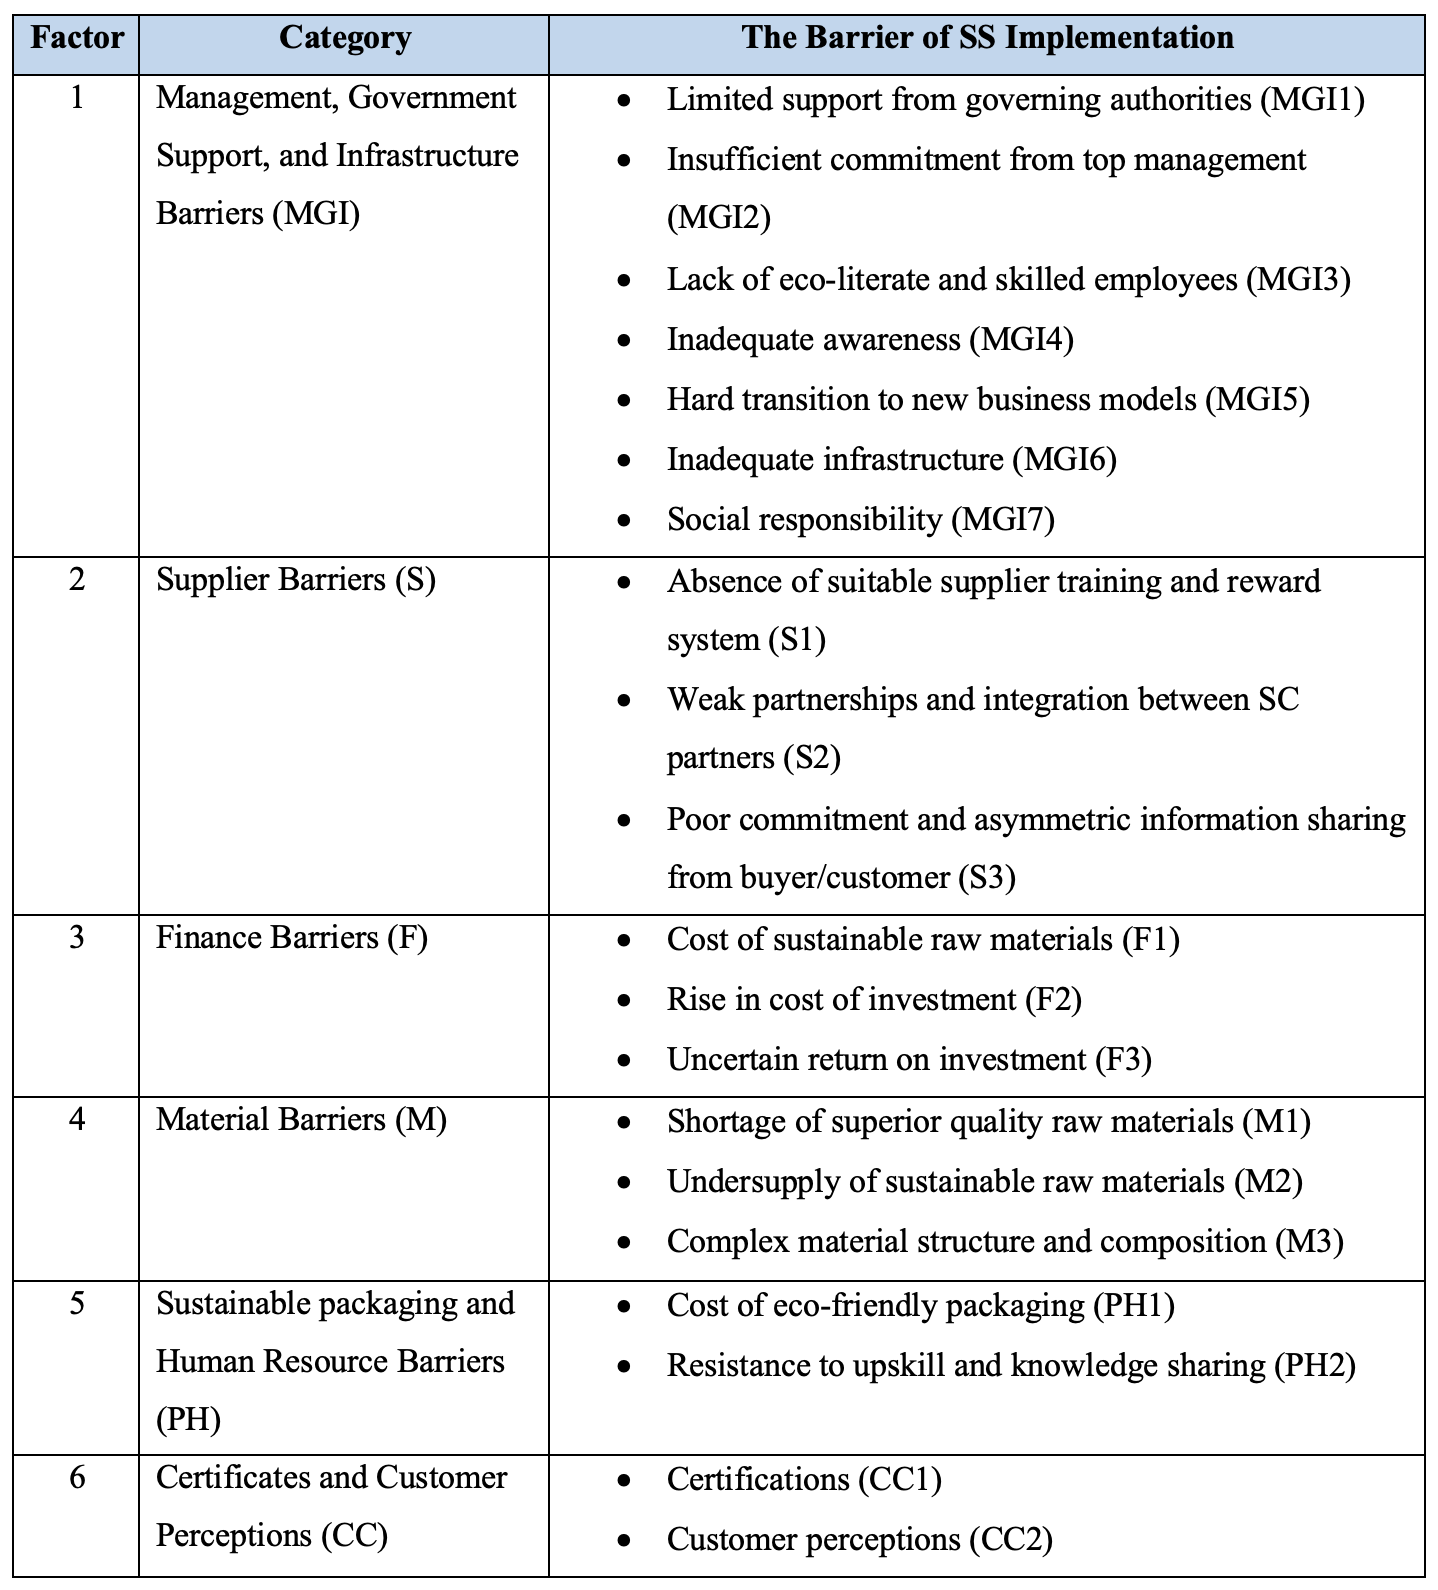 Factor Category The Barrier of SS Implementation
1 Management, Government
Support, and Infrastructure
Barriers (MGI)
• Limited support from governing authorities (MGI1)
• Insufficient commitment from top management
(MGI2)
• Lack of eco-literate and skilled employees (MGI3)
• Inadequate awareness (MGI4)
• Hard transition to new business models (MGI5)
• Inadequate infrastructure (MGI6)
• Social responsibility (MGI7)
2 Supplier Barriers (S)
• Absence of suitable supplier training and reward
system (S1)
• Weak partnerships and integration between SC
partners (S2)
• Poor commitment and asymmetric information sharing
from buyer/customer (S3)
3 Finance Barriers (F)
• Cost of sustainable raw materials (F1)
• Rise in cost of investment (F2)
• Uncertain return on investment (F3)
4 Material Barriers (M)
• Shortage of superior quality raw materials (M1)
• Undersupply of sustainable raw materials (M2)
• Complex material structure and composition (M3)
5 Sustainable packaging and
Human Resource Barriers
(PH)
• Cost of eco-friendly packaging (PH1)
• Resistance to upskill and knowledge sharing (PH2)
6 Certificates and Customer
Perceptions (CC)
• Certifications (CC1)
• Customer perceptions (CC2)